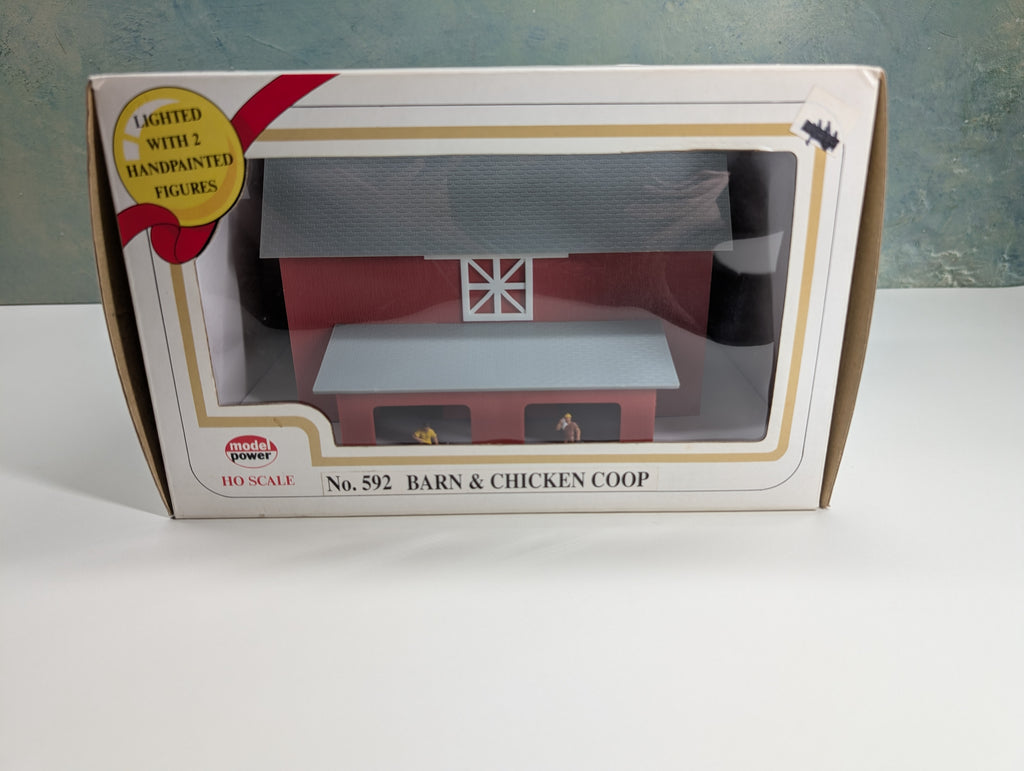 LIGHTED
WITH 2
HANDPAINTED
FIGURES
model
power
HO SCALE
No. 592 BARN & CHICKEN COOP